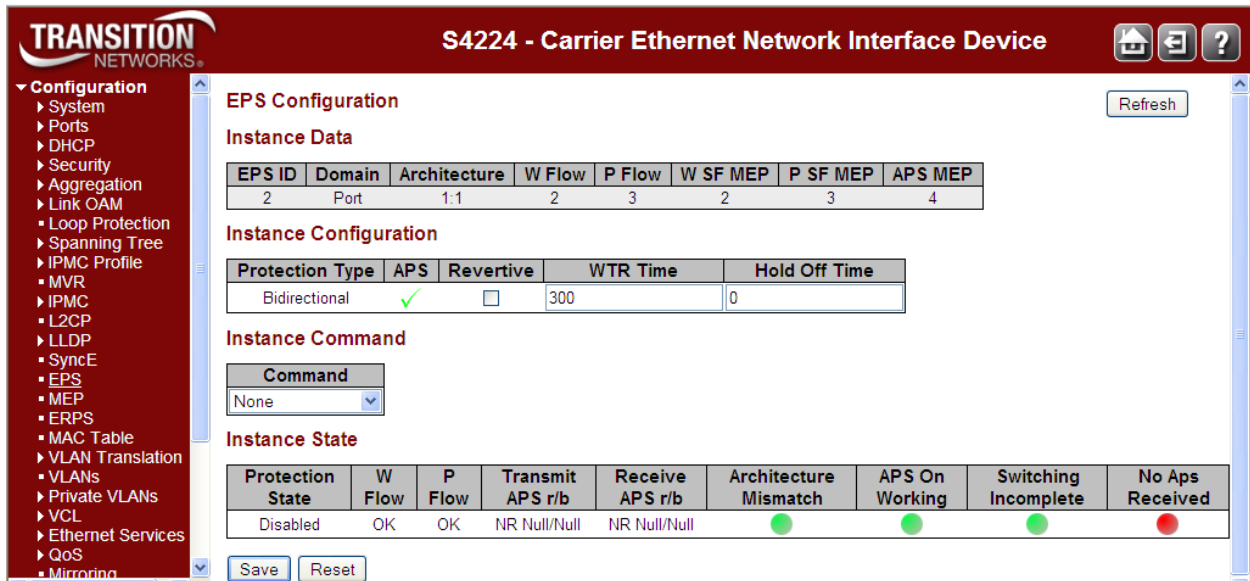 TRANSITION
NETWORKS®
S4224 - Carrier Ethernet Network Interface Device
?
Configuration
System
Ports
DHCP
Security
Aggregation
Link OAM
Loop Protection
Spanning Tree
IPMC Profile
MVR
IPMC
L2CP
LLDP
SyncE
EPS
MEP
ERPS
MAC Table
VLAN Translation
VLANs
Private VLANs
VCL
Ethernet Services
QoS
Mirroring
EPS Configuration
Refresh
Instance Data
EPS ID Domain Architecture W Flow P Flow W SF MEP P SF MEP APS MEP
2 Port 1:1 2 3 2 3 4
Instance Configuration
Protection Type APS Revertive WTR Time Hold Off Time
Bidirectional 300 0
Instance Command
Command
None
Instance State
Protection State W Flow P Flow Transmit APS r/b Receive APS r/b Architecture Mismatch APS On Working Switching Incomplete No Aps Received
Disabled OK OK NR Null/Null NR Null/Null
Save Reset